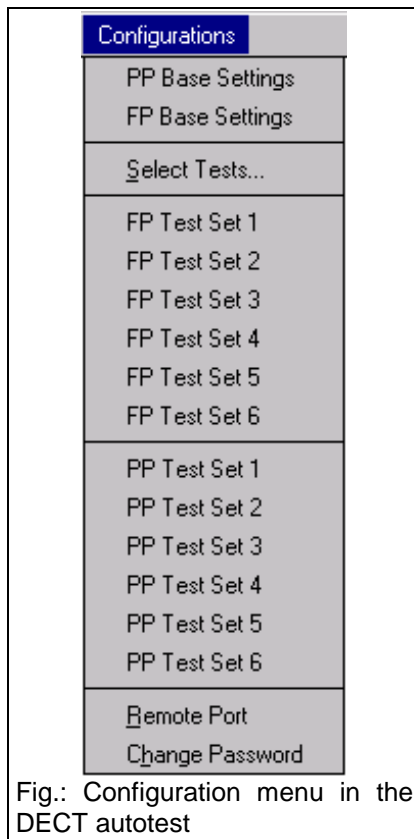 Configurations
PP Base Settings
FP Base Settings
Select Tests...
FP Test Set 1
FP Test Set 2
FP Test Set 3
FP Test Set 4
FP Test Set 5
FP Test Set 6
PP Test Set 1
PP Test Set 2
PP Test Set 3
PP Test Set 4
PP Test Set 5
PP Test Set 6
Remote Port
Change Password
Fig.: Configuration menu in the
DECT autotest